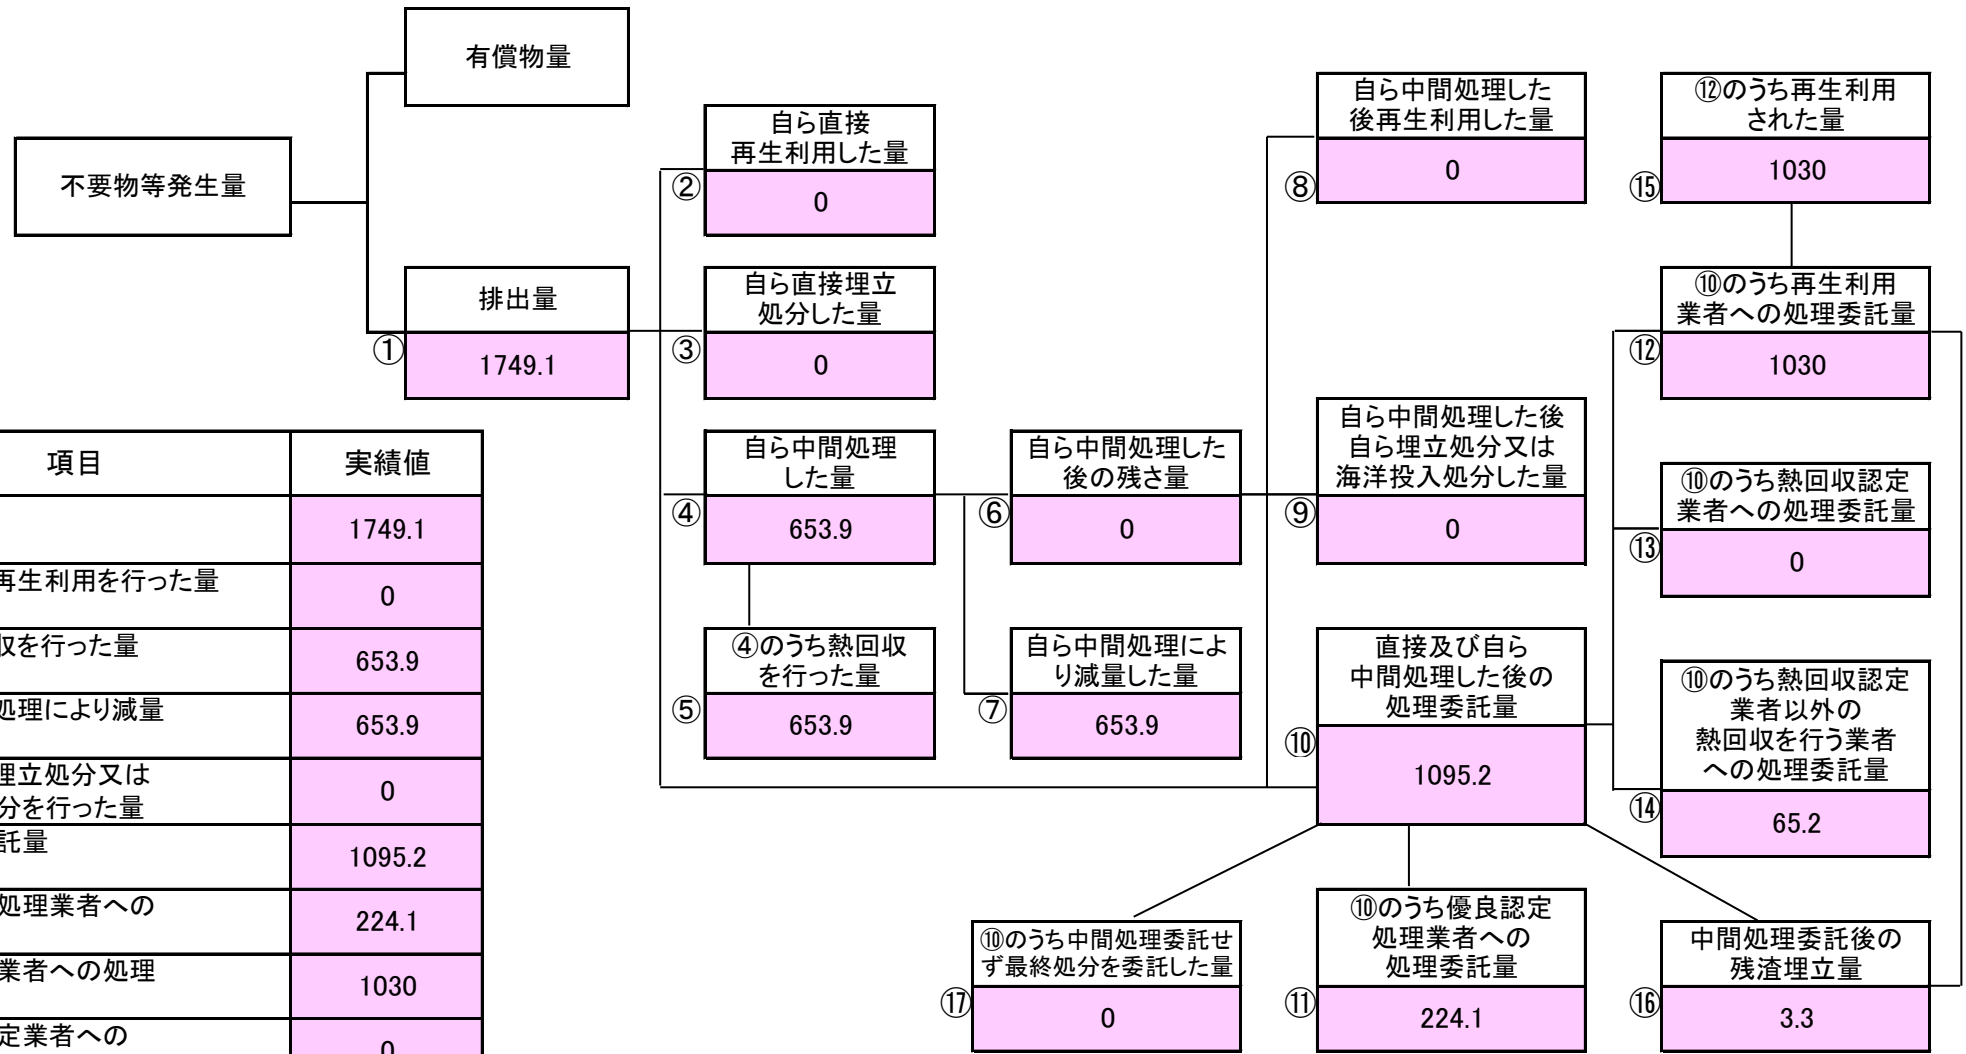 有償物量
不要物等発生量
排出量
①
1749.1
自ら直接
再生利用した量
②
0
自ら直接埋立
処分した量
③
0
自ら中間処理
した量
④
653.9
④のうち熱回収
を行った量
⑤
653.9
自ら中間処理した
後の残さ量
⑥
0
自ら中間処理によ
り減量した量
⑦
653.9
自ら中間処理した
後再生利用した量
⑧
0
自ら中間処理した後
自ら埋立処分又は
海洋投入処分した量
⑨
0
直接及び自ら
中間処理した後の
処理委託量
⑩
1095.2
⑫のうち再生利用
された量
⑮
1030
⑩のうち再生利用
業者への処理委託量
⑫
1030
⑩のうち熱回収認定
業者への処理委託量
⑬
0
⑩のうち熱回収認定
業者以外の
熱回収を行う業者
への処理委託量
⑭
65.2
⑩のうち中間処理委託せ
ず最終処分を委託した量
⑰
0
⑩のうち優良認定
処理業者への
処理委託量
⑪
224.1
中間処理委託後の
残渣埋立量
⑯
3.3
項目 実績値
1749.1
再生利用を行った量
0
収を行った量
653.9
処理により減量
653.9
埋立処分又は
分を行った量
0
託量
1095.2
処理業者への
224.1
業者への処理
1030
定業者への
0